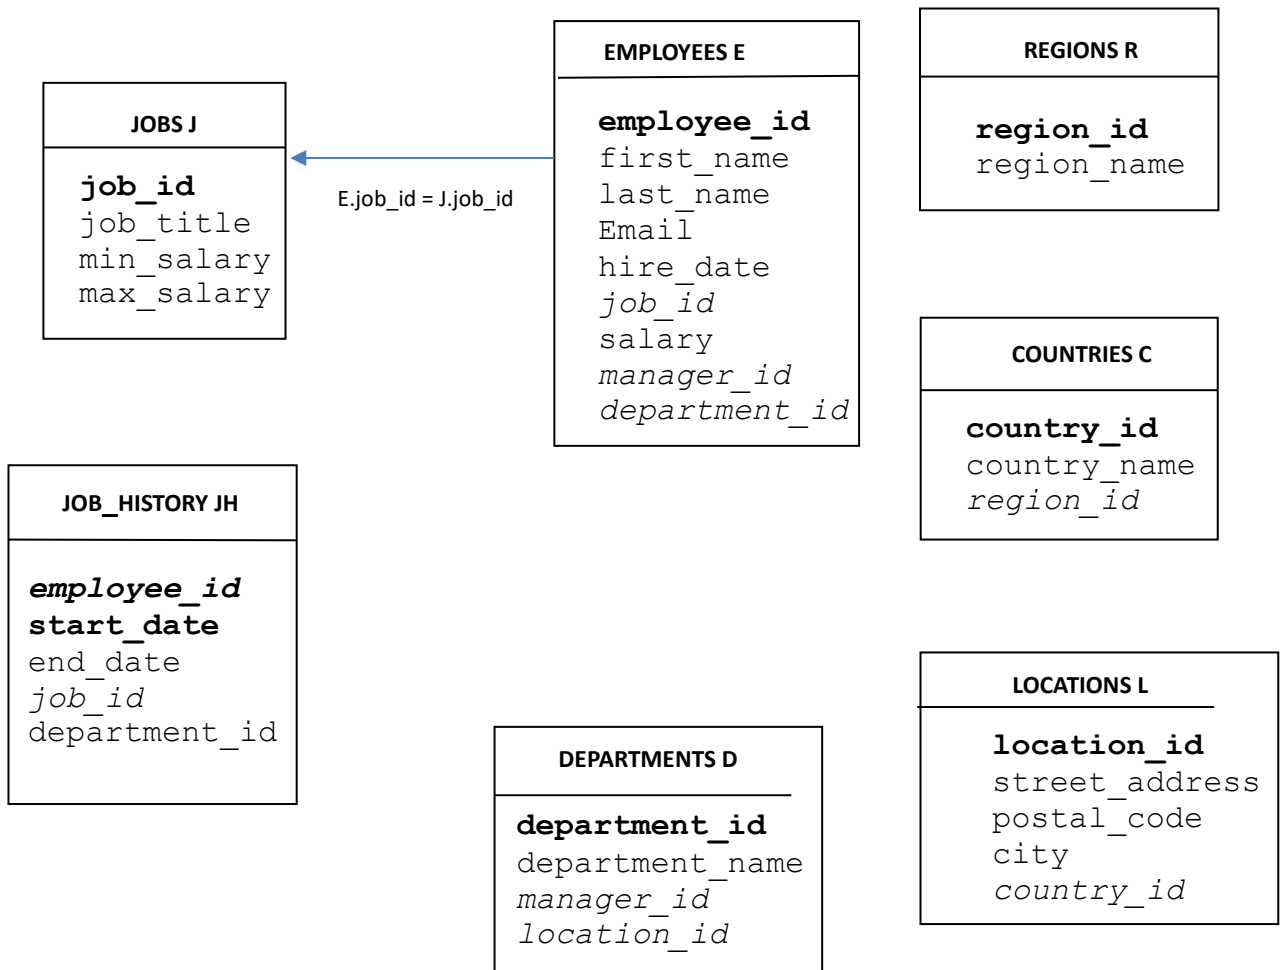 JOBS J
job_id
job_title
min_salary
max_salary
E.job_id = J.job_id
EMPLOYEES E
employee_id
first_name
last_name
Email
hire_date
job_id
salary
manager_id
department_id
REGIONS R
region_id
region_name
COUNTRIES C
country_id
country_name
region_id
JOB_HISTORY JH
employee_id
start_date
end_date
job_id
department_id
DEPARTMENTS D
department_id
department_name
manager_id
location_id
LOCATIONS L
location_id
street_address
postal_code
city
country_id